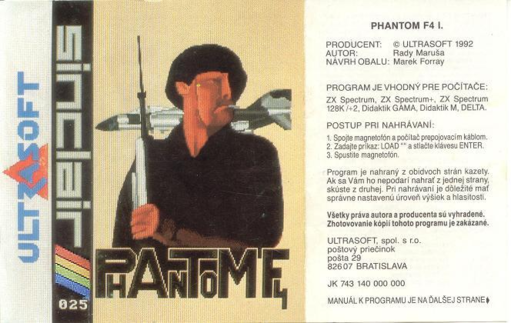 ULTRASOFT
sinclair
025
PHANTOM F4
PHANTOM F4 I.
PRODUCENT: © ULTRASOFT 1992
AUTOR: Rady Maruša
NÁVRH OBALU: Marek Forray
PROGRAM JE VHODNÝ PRE POČÍTAČE:
ZX Spectrum, ZX Spectrum+, ZX Spectrum
128K /+2, Didaktik GAMA, Didaktik M, DELTA.
POSTUP PRI NAHRÁVANÍ:
1. Spojte magnetofón a počítač prepojovacím káblom.
2. Zadajte príkaz: LOAD "" a stlačte klávesu ENTER.
3. Spustite magnetofón.
Program je nahraný z obidvoch strán kazety.
Ak sa Vám ho nepodarí nahrať z jednej strany,
skúste z druhej. Pri nahrávaní je dôležité mať
správne nastavenú úroveň výšiek a hlasitosti.
Všetky práva autora a producenta sú vyhradené.
Zhotovovanie kópií tohoto programu je zakázané.
ULTRASOFT, spol. s r.o.
poštový priečinok
pošta 29
826 07 BRATISLAVA
JK 743 140 000 000
MANUÁL K PROGRAMU JE NA ĎALŠEJ STRANE